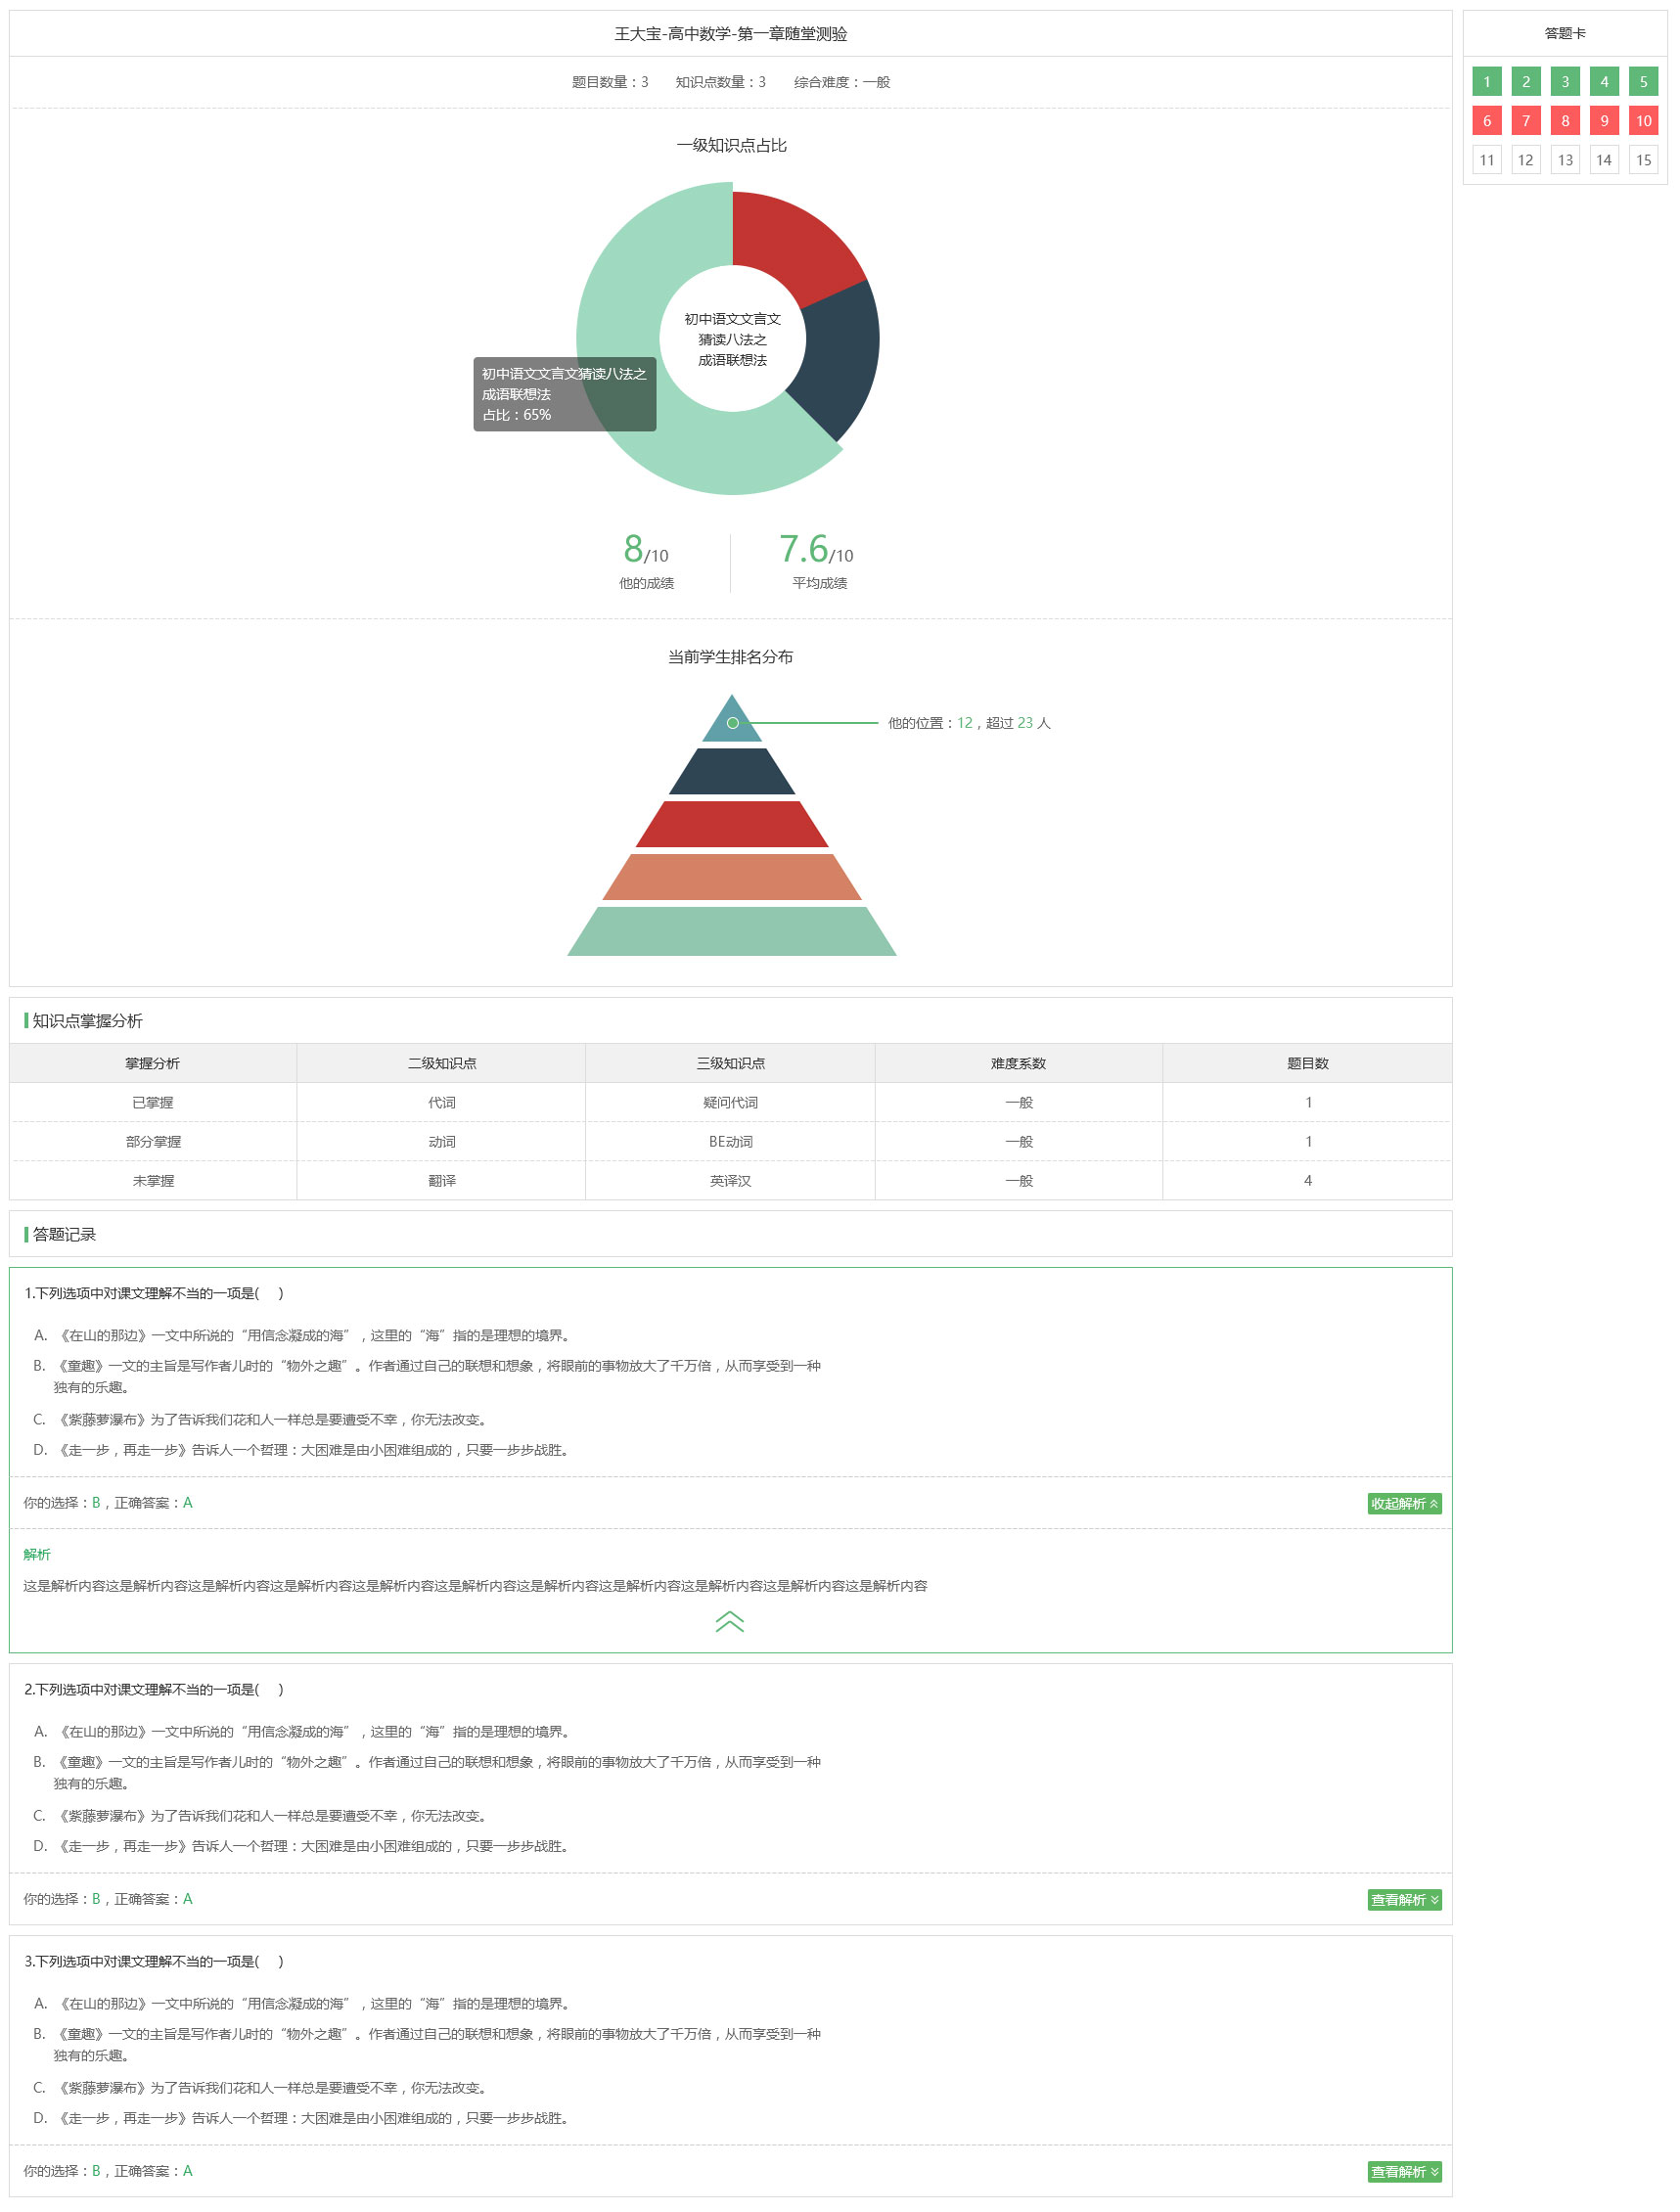 王大宝-高中数学-第一章随堂测验
题目数量：3 知识点数量：3 综合难度：一般
一级知识点占比
初中语文文言文
猜读八法之
成语联想法
初中语文文言文猜读八法之
成语联想法
占比：65%
8/10 7.6/10
他的成绩 平均成绩
当前学生排名分布
他的位置：12，超过 23 人
知识点掌握分析
掌握分析 二级知识点 三级知识点 难度系数 题目数
已掌握 代词 疑问代词 一般 1
部分掌握 动词 BE动词 一般 1
未掌握 翻译 英译汉 一般 4
答题记录
1.下列选项中对课文理解不当的一项是( )
A. 《在山的那边》一文中所说的“用信念凝成的海”，这里的“海”指的是理想的境界。
B. 《童趣》一文的主旨是写作者儿时的“物外之趣”。作者通过自己的联想和想象，将眼前的事物放大了千万倍，从而享受到一种
独有的乐趣。
C. 《紫藤萝瀑布》为了告诉我们花和人一样总是要遭受不幸，你无法改变。
D. 《走一步，再走一步》告诉人一个哲理：大困难是由小困难组成的，只要一步步战胜。
你的选择：B，正确答案：A 收起解析
解析
这是解析内容这是解析内容这是解析内容这是解析内容这是解析内容这是解析内容这是解析内容这是解析内容这是解析内容这是解析内容这是解析内容
2.下列选项中对课文理解不当的一项是( )
A. 《在山的那边》一文中所说的“用信念凝成的海”，这里的“海”指的是理想的境界。
B. 《童趣》一文的主旨是写作者儿时的“物外之趣”。作者通过自己的联想和想象，将眼前的事物放大了千万倍，从而享受到一种
独有的乐趣。
C. 《紫藤萝瀑布》为了告诉我们花和人一样总是要遭受不幸，你无法改变。
D. 《走一步，再走一步》告诉人一个哲理：大困难是由小困难组成的，只要一步步战胜。
你的选择：B，正确答案：A 查看解析
3.下列选项中对课文理解不当的一项是( )
A. 《在山的那边》一文中所说的“用信念凝成的海”，这里的“海”指的是理想的境界。
B. 《童趣》一文的主旨是写作者儿时的“物外之趣”。作者通过自己的联想和想象，将眼前的事物放大了千万倍，从而享受到一种
独有的乐趣。
C. 《紫藤萝瀑布》为了告诉我们花和人一样总是要遭受不幸，你无法改变。
D. 《走一步，再走一步》告诉人一个哲理：大困难是由小困难组成的，只要一步步战胜。
你的选择：B，正确答案：A 查看解析
答题卡
1 2 3 4 5
6 7 8 9 10
11 12 13 14 15